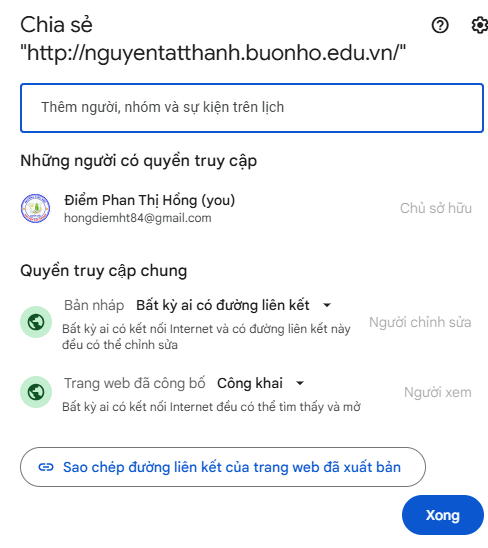 Chia sẻ
"http://nguyentatthanh.buonho.edu.vn/"
Thêm người, nhóm và sự kiện trên lịch
Những người có quyền truy cập
Điểm Phan Thị Hồng (you)
hongdiemht84@gmail.com
Chủ sở hữu
Quyền truy cập chung
Bản nháp Bất kỳ ai có đường liên kết
Bất kỳ ai có kết nối Internet và có đường liên kết này
đều có thể chỉnh sửa
Người chỉnh sửa
Trang web đã công bố Công khai
Bất kỳ ai có kết nối Internet đều có thể tìm thấy và mở
Người xem
Sao chép đường liên kết của trang web đã xuất bản
Xong